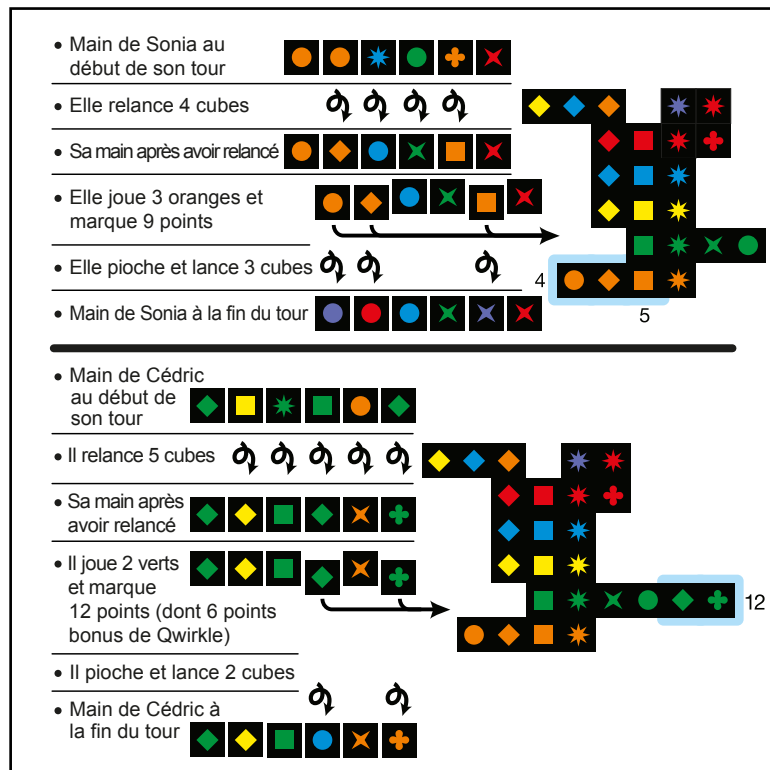 • Main de Sonia au
début de son tour
• Elle relance 4 cubes
• Sa main après avoir relancé
• Elle joue 3 oranges et
marque 9 points
• Elle pioche et lance 3 cubes
4
• Main de Sonia à la fin du tour
5
• Main de Cédric
au début de
son tour
• Il relance 5 cubes
• Sa main après
avoir relancé
• Il joue 2 verts
et marque
12 points (dont 6 points
bonus de Qwirkle)
12
• Il pioche et lance 2 cubes
• Main de Cédric à
la fin du tour